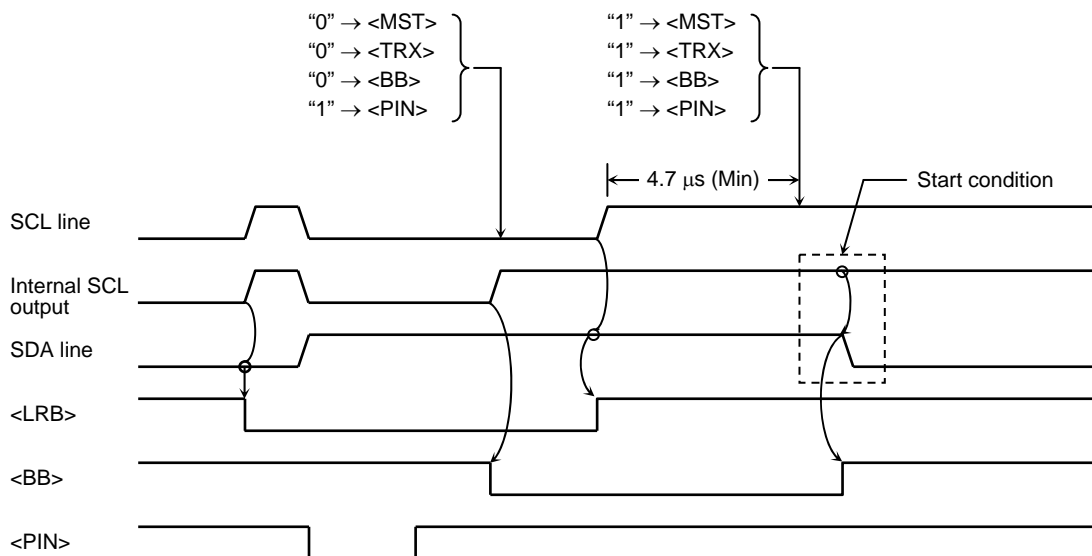 “0” → <MST>
“0” → <TRX>
“0” → <BB>
“1” → <PIN>
“1” → <MST>
“1” → <TRX>
“1” → <BB>
“1” → <PIN>
4.7 μs (Min)
Start condition
SCL line
Internal SCL
output
SDA line
<LRB>
<BB>
<PIN>